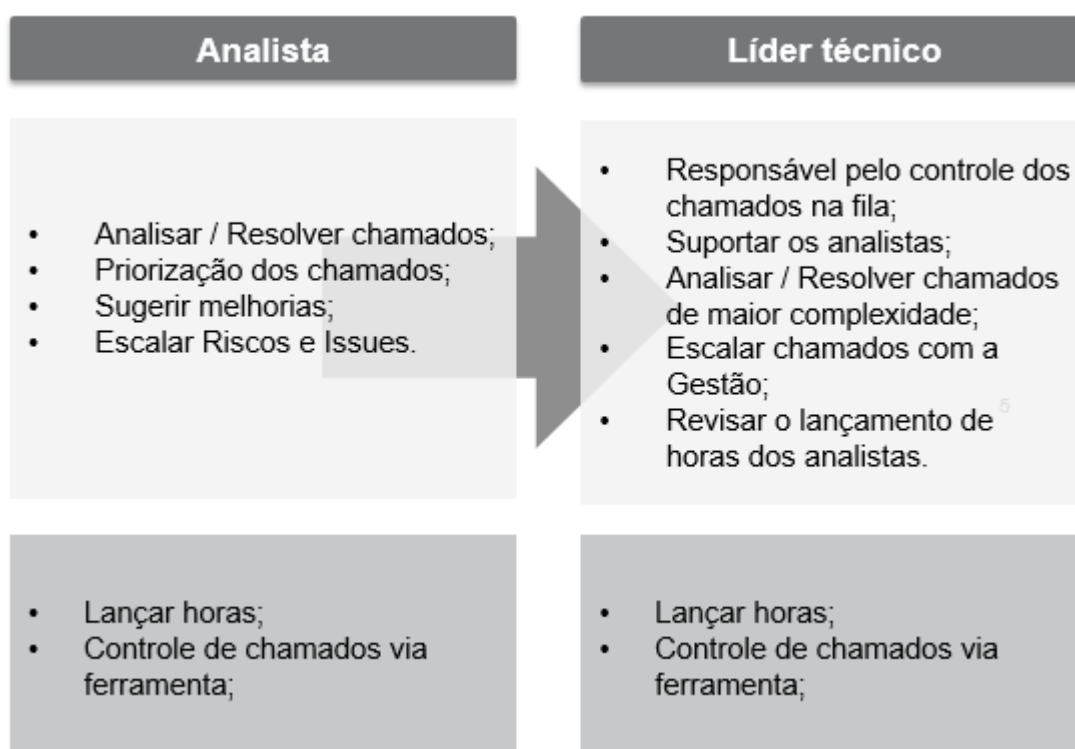 Analista
• Analisar / Resolver chamados;
• Priorização dos chamados;
• Sugerir melhorias;
• Escalar Riscos e Issues.
• Lançar horas;
• Controle de chamados via
ferramenta;
Líder técnico
• Responsável pelo controle dos
chamados na fila;
• Suportar os analistas;
• Analisar / Resolver chamados
de maior complexidade;
• Escalar chamados com a
Gestão;
5
• Revisar o lançamento de
horas dos analistas.
• Lançar horas;
• Controle de chamados via
ferramenta;